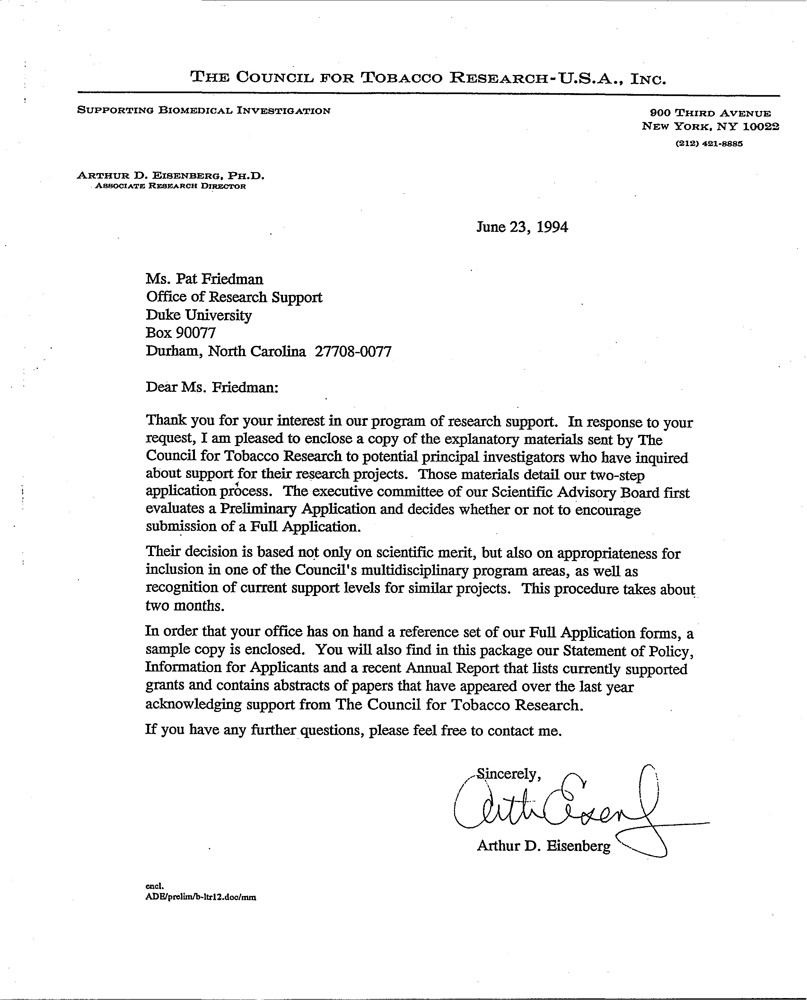 THE COUNCIL FOR TOBACCO RESEARCH-U.S.A., INC.
SUPPORTING BIOMEDICAL INVESTIGATION
900 THIRD AVENUE
NEW YORK, NY 10022
(212) 421-8885
ARTHUR D. EISENBERG, PH.D.
ASSOCIATE RESEARCH DIRECTOR
June 23, 1994
Ms. Pat Friedman
Office of Research Support
Duke University
Box 90077
Durham, North Carolina 27708-0077
Dear Ms. Friedman:
Thank you for your interest in our program of research support. In response to your
request, I am pleased to enclose a copy of the explanatory materials sent by The
Council for Tobacco Research to potential principal investigators who have inquired
about support for their research projects. Those materials detail our two-step
application process. The executive committee of our Scientific Advisory Board first
evaluates a Preliminary Application and decides whether or not to encourage
submission of a Full Application.
Their decision is based not only on scientific merit, but also on appropriateness for
inclusion in one of the Council's multidisciplinary program areas, as well as
recognition of current support levels for similar projects. This procedure takes about
two months.
In order that your office has on hand a reference set of our Full Application forms, a
sample copy is enclosed. You will also find in this package our Statement of Policy,
Information for Applicants and a recent Annual Report that lists currently supported
grants and contains abstracts of papers that have appeared over the last year
acknowledging support from The Council for Tobacco Research.
If you have any further questions, please feel free to contact me.
Sincerely,
Arthur D. Eisenberg
encl.
ADE/prelim/b-ltr12.doc/mm